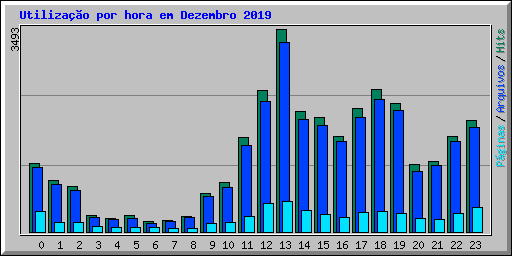 Utilização por hora em Dezembro 2019
3493
Páginas / Arquivos / Hits
0 1 2 3 4 5 6 7 8 9 10 11 12 13 14 15 16 17 18 19 20 21 22 23